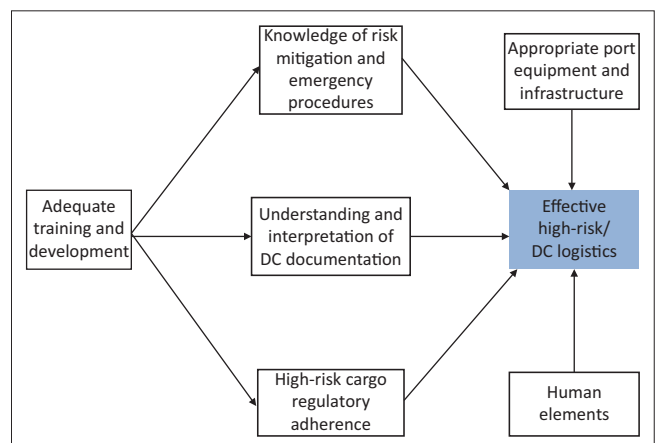 Knowledge of risk
mitigation and
emergency
procedures
Appropriate port
equipment and
infrastructure
Adequate
training and
development
Understanding and
interpretation of
DC documentation
Effective
high-risk/
DC logistics
High-risk cargo
regulatory
adherence
Human
elements